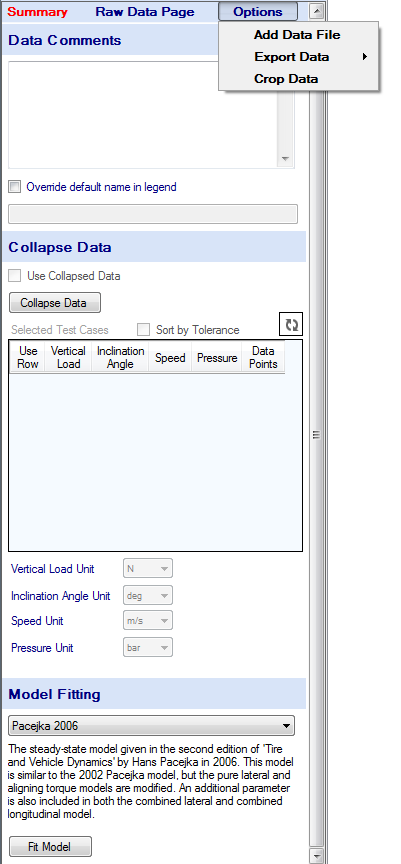 Summary Raw Data Page Options
Add Data File
Export Data
Crop Data
Data Comments
Override default name in legend
Collapse Data
Use Collapsed Data
Collapse Data
Selected Test Cases Sort by Tolerance
Use Row Vertical Load Inclination Angle Speed Pressure Data Points
Vertical Load Unit N
Inclination Angle Unit deg
Speed Unit m/s
Pressure Unit bar
Model Fitting
Pacejka 2006
The steady-state model given in the second edition of 'Tire
and Vehicle Dynamics' by Hans Pacejka in 2006. This model
is similar to the 2002 Pacejka model, but the pure lateral and
aligning torque models are modified. An additional parameter
is also included in both the combined lateral and combined
longitudinal model.
Fit Model